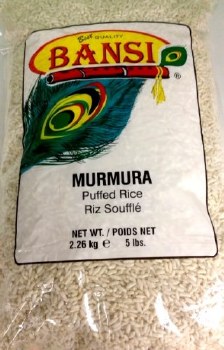 Best QUALITY
BANSI
®
MURMURA
Puffed Rice
Riz Soufflé
NET WT. / POIDS NET
2.26 kg e 5 lbs.